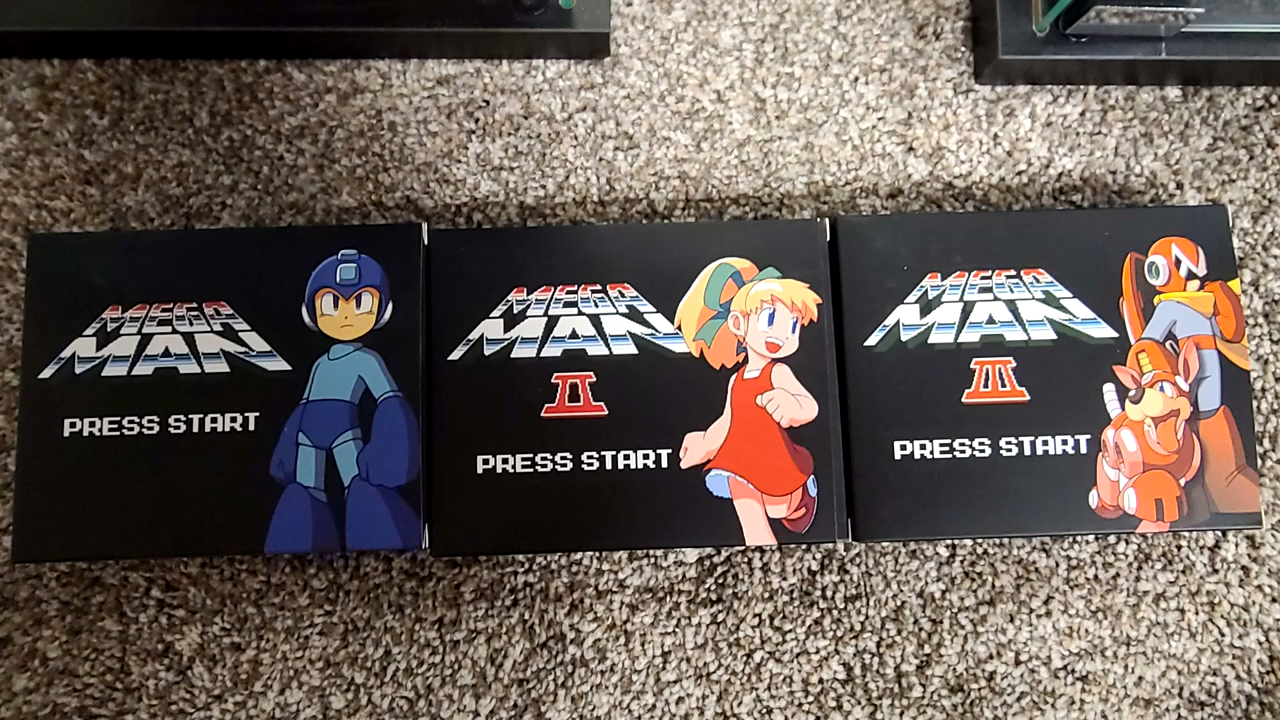 MEGA
MAN
PRESS START
MEGA
MAN
II
PRESS START
MEGA
MAN
III
PRESS START